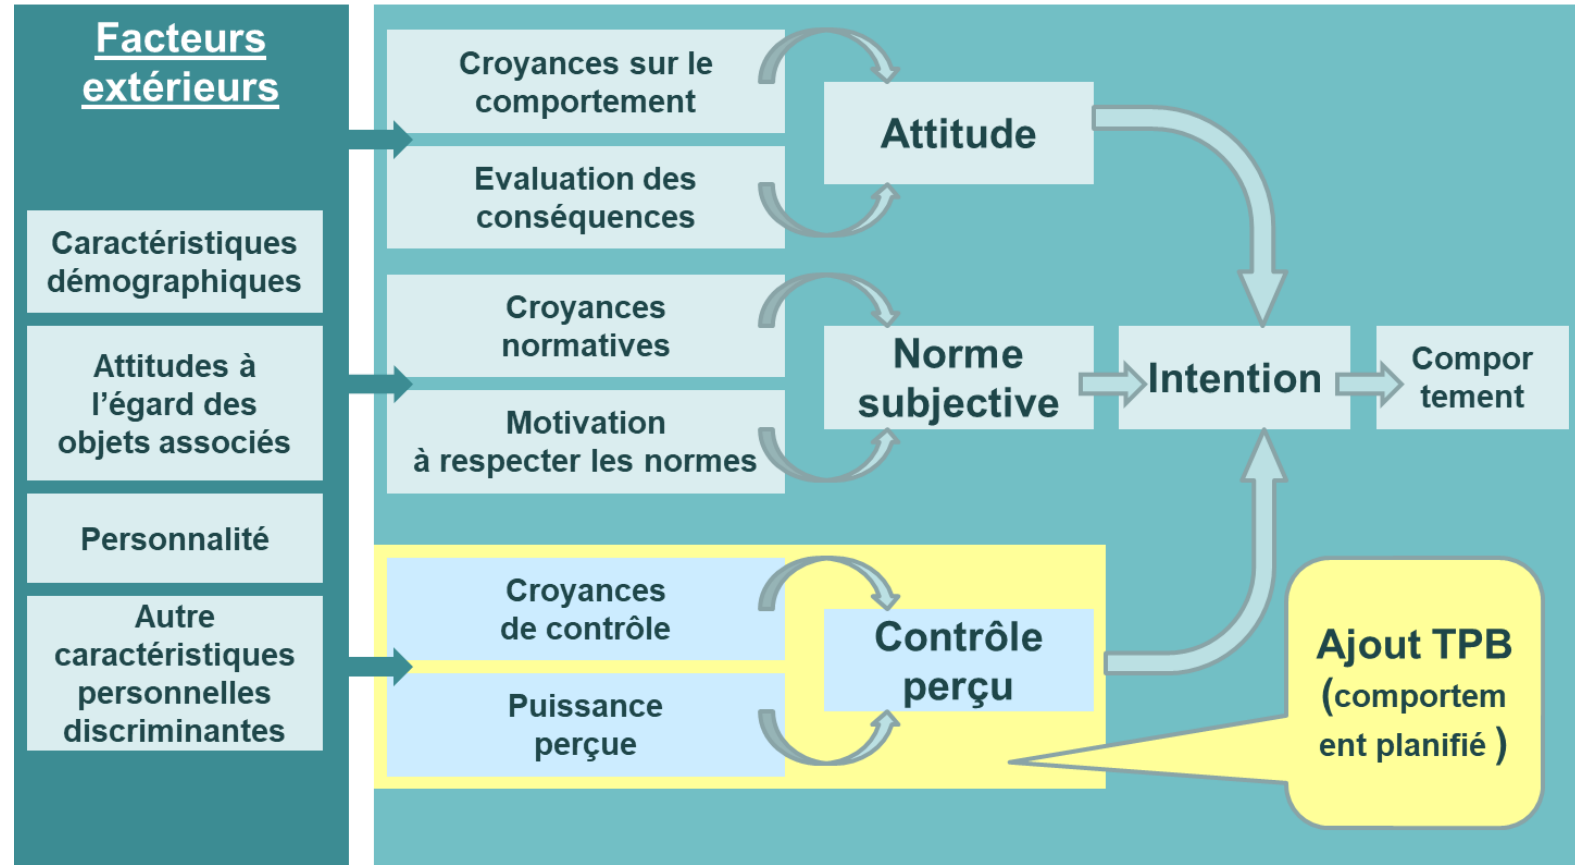 Facteurs
extérieurs
Caractéristiques
démographiques
Attitudes à
l’égard des
objets associés
Personnalité
Autre
caractéristiques
personnelles
discriminantes
Croyances sur le
comportement
Evaluation des
conséquences
Attitude
Croyances
normatives
Motivation
à respecter les normes
Norme
subjective
Intention
Compor
tement
Croyances
de contrôle
Puissance
perçue
Contrôle
perçu
Ajout TPB
(comportem
ent planifié )